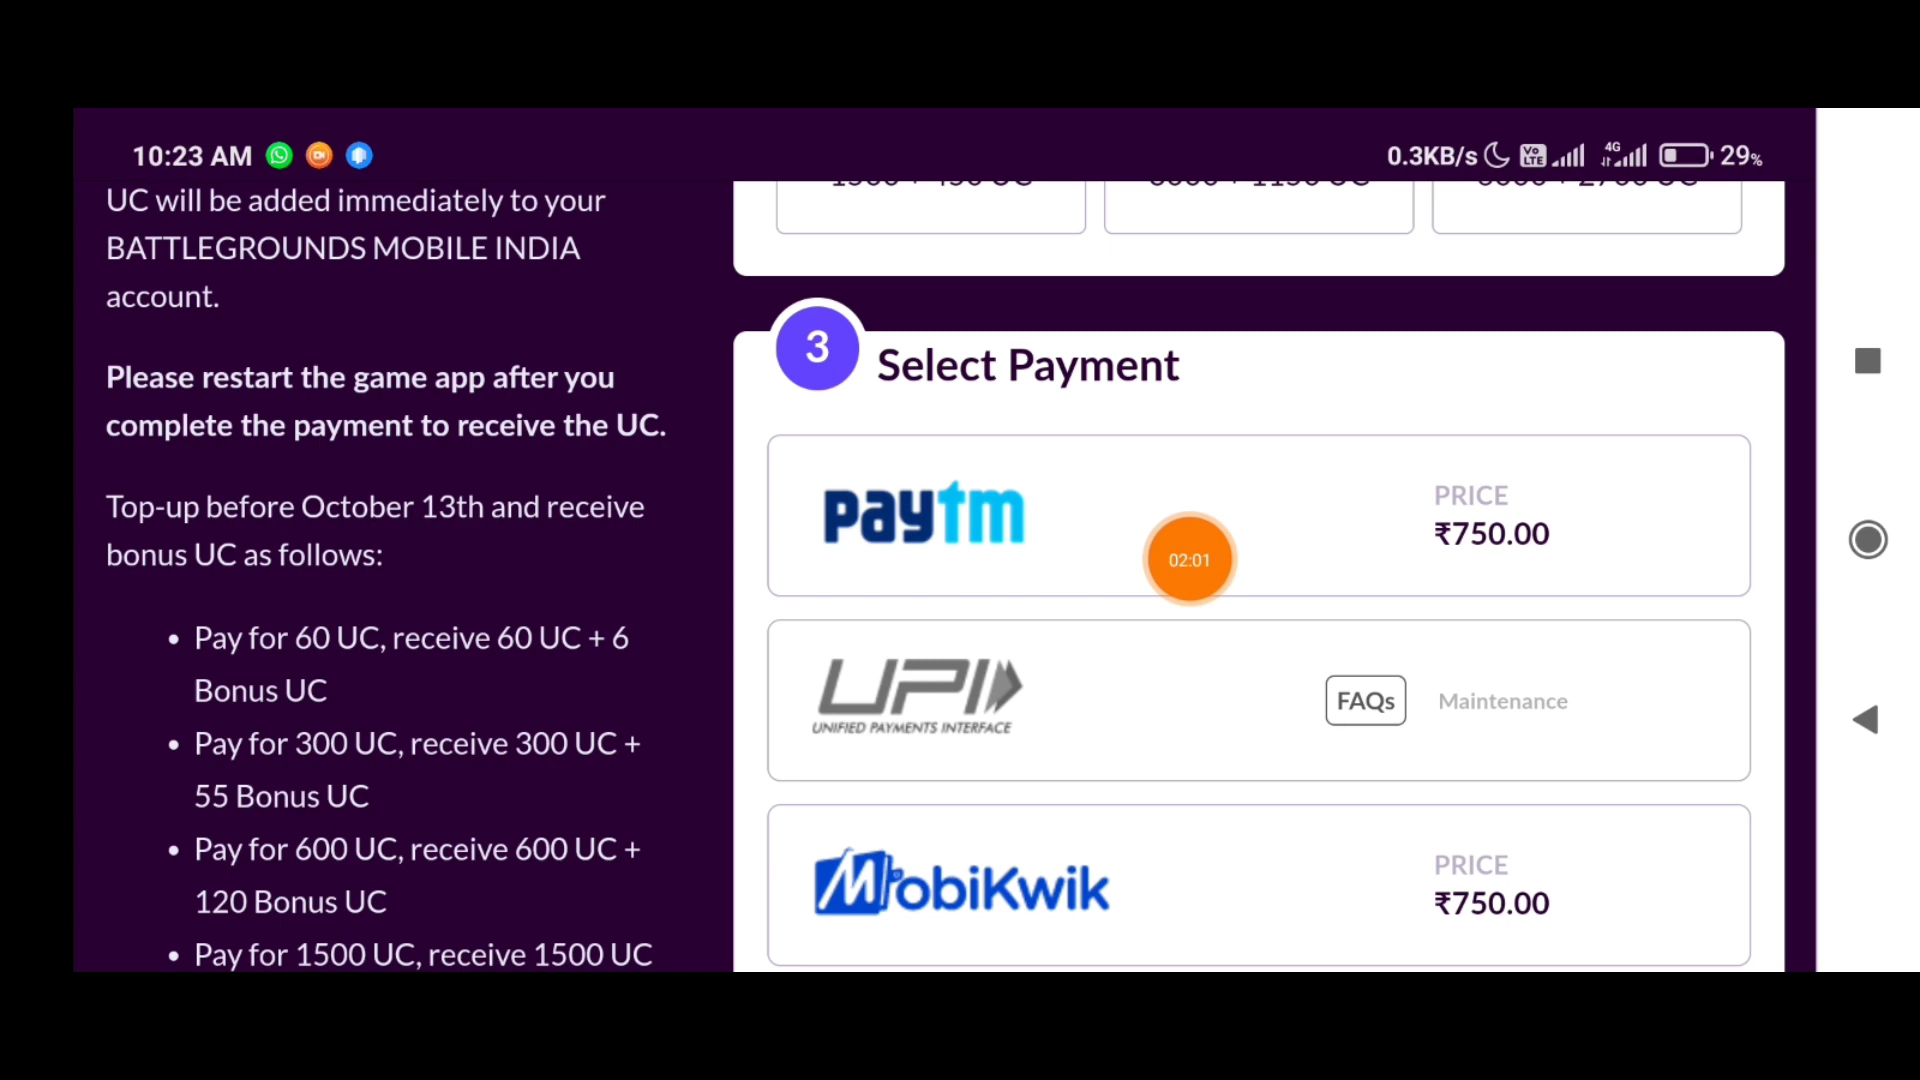 10:23 AM
0.3KB/s Vo LTE 4G 29%
UC will be added immediately to your
BATTLEGROUNDS MOBILE INDIA
account.
Please restart the game app after you
complete the payment to receive the UC.
Top-up before October 13th and receive
bonus UC as follows:
• Pay for 60 UC, receive 60 UC + 6
Bonus UC
• Pay for 300 UC, receive 300 UC +
55 Bonus UC
• Pay for 600 UC, receive 600 UC +
120 Bonus UC
• Pay for 1500 UC, receive 1500 UC
3
Select Payment
paytm
PRICE
₹750.00
02:01
UPI
UNIFIED PAYMENTS INTERFACE
FAQs
Maintenance
MobiKwik
PRICE
₹750.00